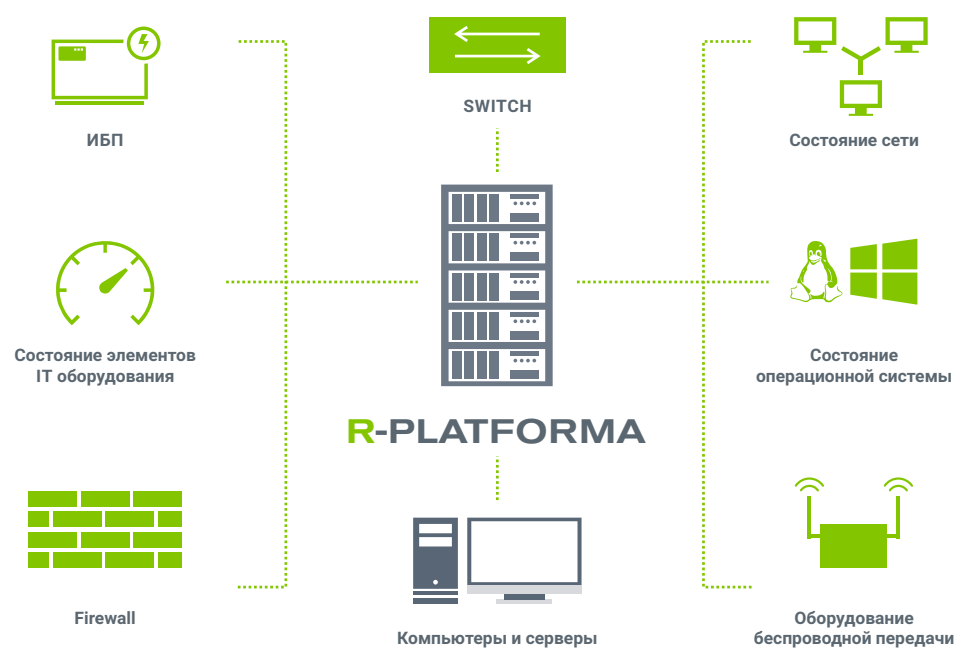 SWITCH
ИБП
Состояние сети
Состояние элементов
IT оборудования
Состояние
операционной системы
R-PLATFORMA
Firewall
Компьютеры и серверы
Оборудование
беспроводной передачи